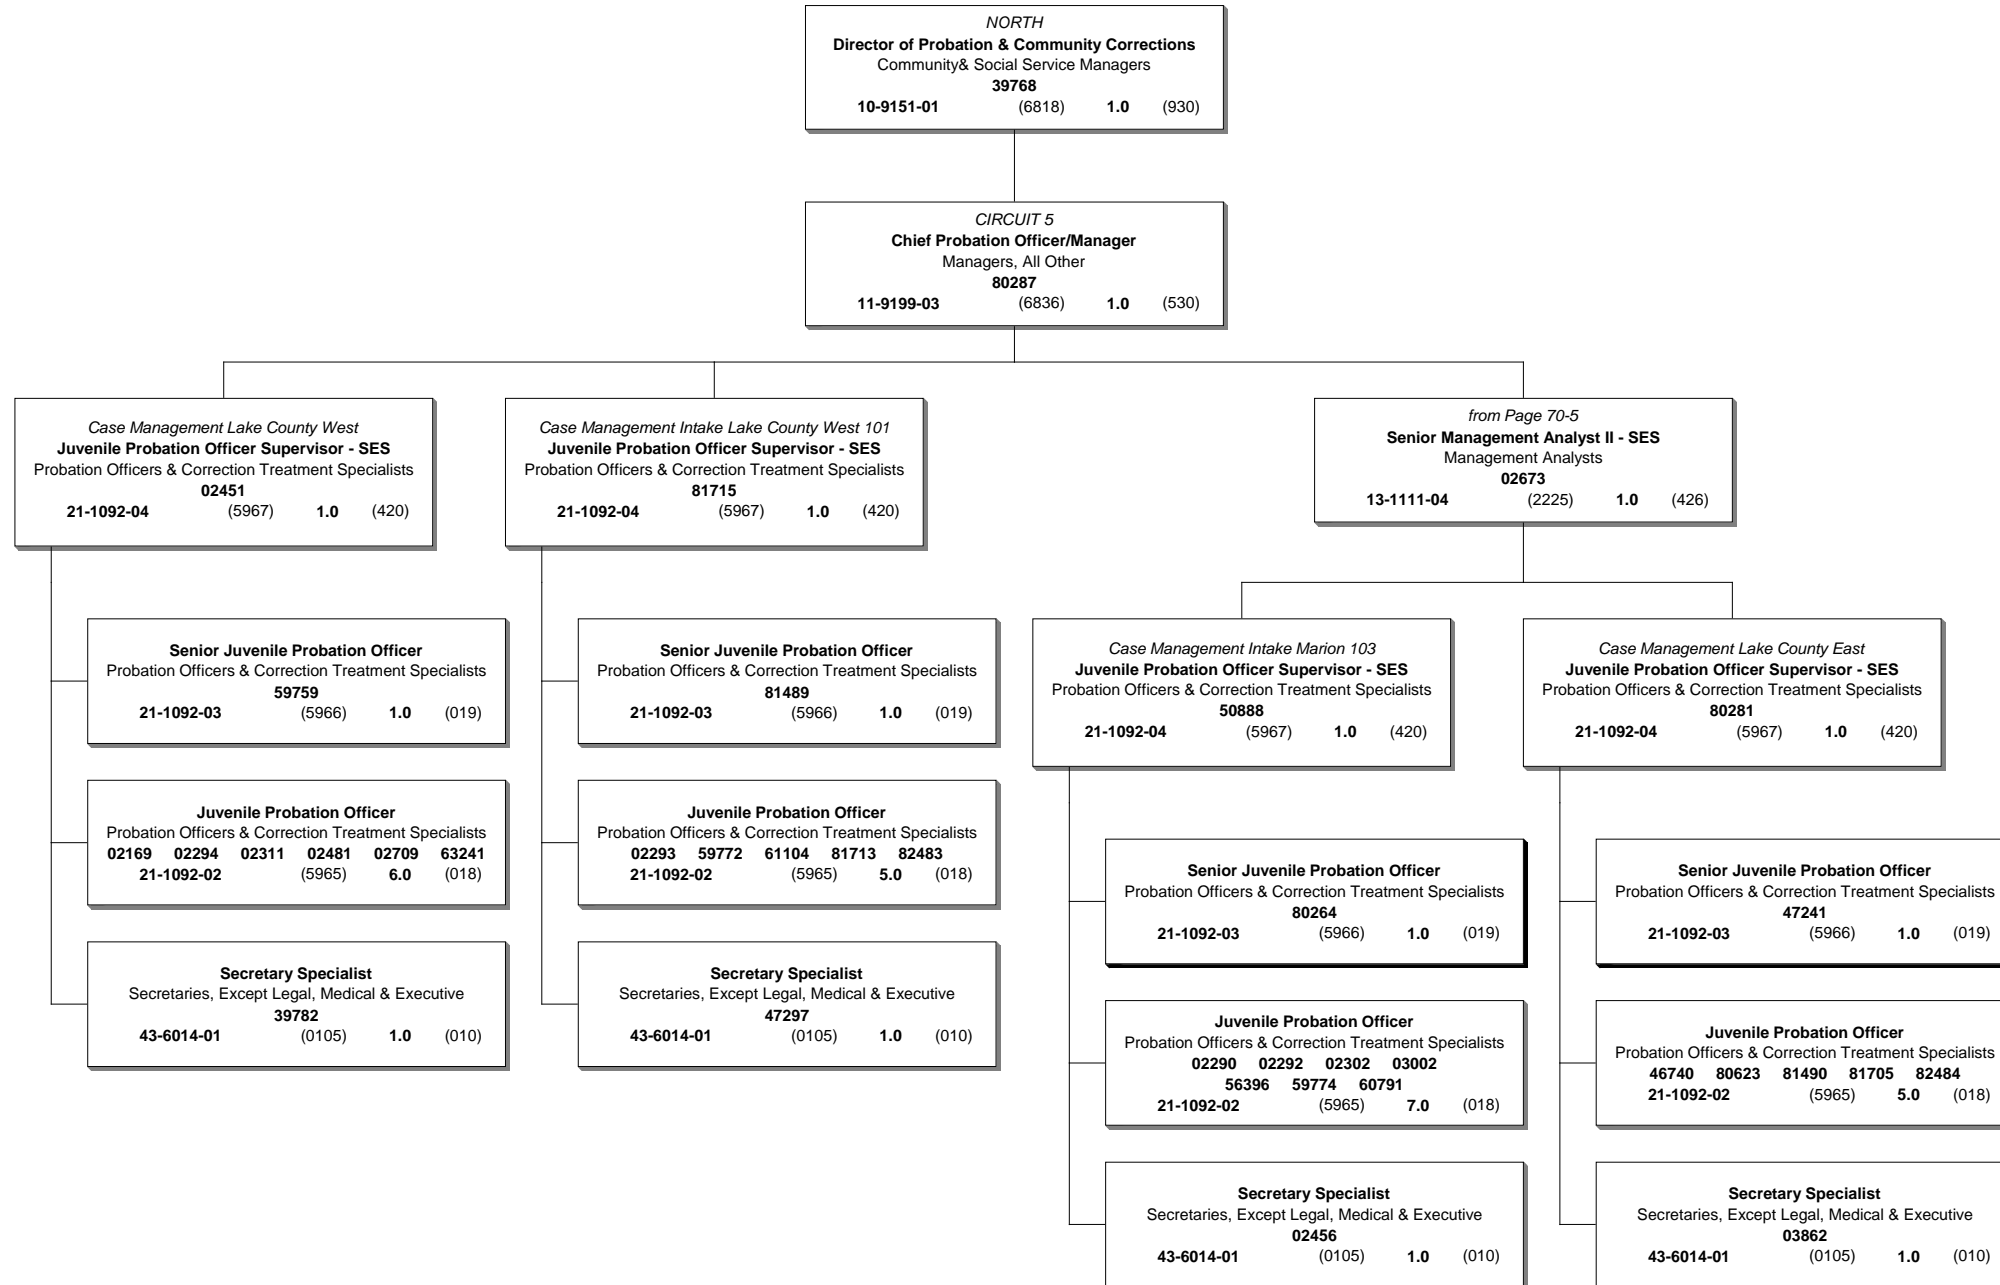 NORTH
Director of Probation & Community Corrections
Community& Social Service Managers
39768
10-9151-01 (6818) 1.0 (930)
CIRCUIT 5
Chief Probation Officer/Manager
Managers, All Other
80287
11-9199-03 (6836) 1.0 (530)
Case Management Lake County West
Juvenile Probation Officer Supervisor - SES
Probation Officers & Correction Treatment Specialists
02451
21-1092-04 (5967) 1.0 (420)
Case Management Intake Lake County West 101
Juvenile Probation Officer Supervisor - SES
Probation Officers & Correction Treatment Specialists
81715
21-1092-04 (5967) 1.0 (420)
from Page 70-5
Senior Management Analyst II - SES
Management Analysts
02673
13-1111-04 (2225) 1.0 (426)
Senior Juvenile Probation Officer
Probation Officers & Correction Treatment Specialists
59759
21-1092-03 (5966) 1.0 (019)
Juvenile Probation Officer
Probation Officers & Correction Treatment Specialists
02169 02294 02311 02481 02709 63241
21-1092-02 (5965) 6.0 (018)
Secretary Specialist
Secretaries, Except Legal, Medical & Executive
39782
43-6014-01 (0105) 1.0 (010)
Senior Juvenile Probation Officer
Probation Officers & Correction Treatment Specialists
81489
21-1092-03 (5966) 1.0 (019)
Juvenile Probation Officer
Probation Officers & Correction Treatment Specialists
02293 59772 61104 81713 82483
21-1092-02 (5965) 5.0 (018)
Secretary Specialist
Secretaries, Except Legal, Medical & Executive
47297
43-6014-01 (0105) 1.0 (010)
Case Management Intake Marion 103
Juvenile Probation Officer Supervisor - SES
Probation Officers & Correction Treatment Specialists
50888
21-1092-04 (5967) 1.0 (420)
Case Management Lake County East
Juvenile Probation Officer Supervisor - SES
Probation Officers & Correction Treatment Specialists
80281
21-1092-04 (5967) 1.0 (420)
Senior Juvenile Probation Officer
Probation Officers & Correction Treatment Specialists
80264
21-1092-03 (5966) 1.0 (019)
Juvenile Probation Officer
Probation Officers & Correction Treatment Specialists
02290 02292 02302 03002
56396 59774 60791
21-1092-02 (5965) 7.0 (018)
Secretary Specialist
Secretaries, Except Legal, Medical & Executive
02456
43-6014-01 (0105) 1.0 (010)
Senior Juvenile Probation Officer
Probation Officers & Correction Treatment Specialists
47241
21-1092-03 (5966) 1.0 (019)
Juvenile Probation Officer
Probation Officers & Correction Treatment Specialists
46740 80623 81490 81705 82484
21-1092-02 (5965) 5.0 (018)
Secretary Specialist
Secretaries, Except Legal, Medical & Executive
03862
43-6014-01 (0105) 1.0 (010)